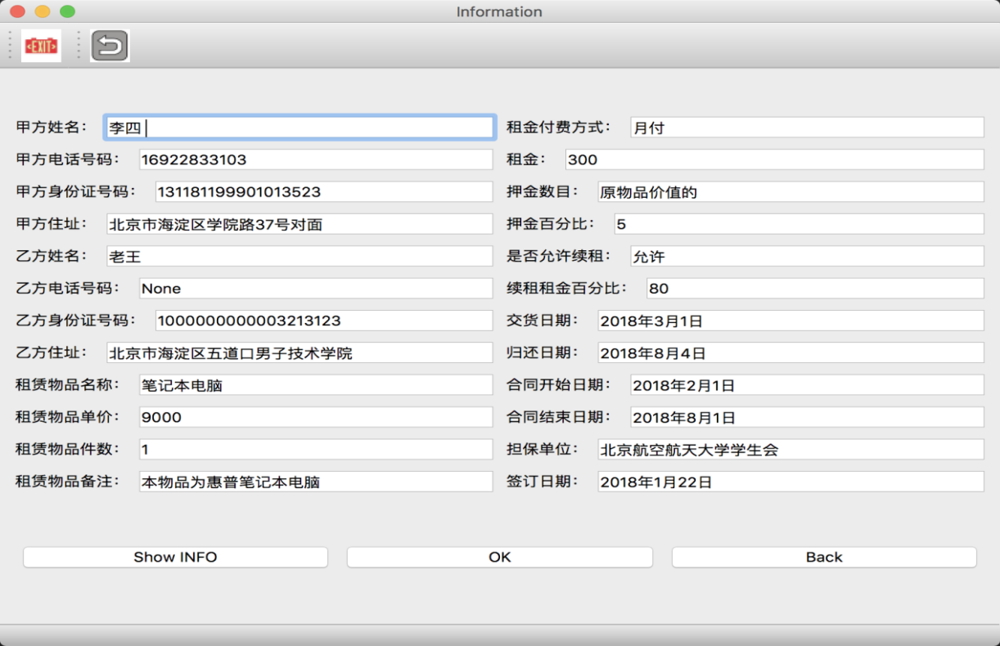 Information
EXIT
甲方姓名： 李四
甲方电话号码： 16922833103
甲方身份证号码： 131181199901013523
甲方住址： 北京市海淀区学院路37号对面
乙方姓名： 老王
乙方电话号码： None
乙方身份证号码： 1000000000003213123
乙方住址： 北京市海淀区五道口男子技术学院
租赁物品名称： 笔记本电脑
租赁物品单价： 9000
租赁物品件数： 1
租赁物品备注： 本物品为惠普笔记本电脑
租金付费方式： 月付
租金： 300
押金数目： 原物品价值的
押金百分比： 5
是否允许续租： 允许
续租租金百分比： 80
交货日期： 2018年3月1日
归还日期： 2018年8月4日
合同开始日期： 2018年2月1日
合同结束日期： 2018年8月1日
担保单位： 北京航空航天大学学生会
签订日期： 2018年1月22日
Show INFO
OK
Back